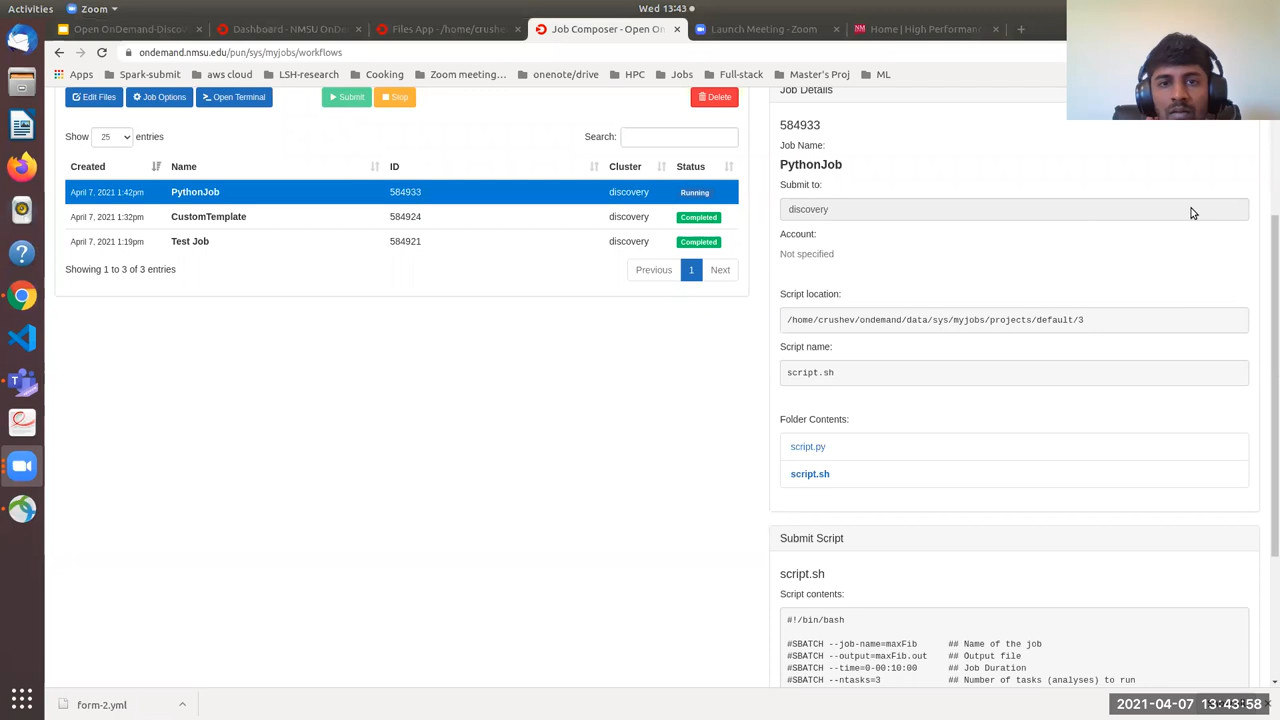 Activities
Zoom
Wed 13:43
Open OnDemand-Disco
Dashboard - NMSU OnDe
Files App - /home/crushe
Job Composer - Open On
Launch Meeting - Zoom
Home | High Performanc
ondemand.nmsu.edu/pun/sys/myjobs/workflows
Apps
Spark-submit
aws cloud
LSH-research
Cooking
Zoom meeting…
onenote/drive
HPC
Jobs
Full-stack
Master's Proj
ML
Edit Files
Job Options
>_ Open Terminal
Submit
Stop
Delete
Show 25 entries
Search:
Created Name ID Cluster Status
April 7, 2021 1:42pm PythonJob 584933 discovery Running
April 7, 2021 1:32pm CustomTemplate 584924 discovery Completed
April 7, 2021 1:19pm Test Job 584921 discovery Completed
Showing 1 to 3 of 3 entries
Previous 1 Next
Job Details
584933
Job Name:
PythonJob
Submit to:
discovery
Account:
Not specified
Script location:
/home/crushev/ondemand/data/sys/myjobs/projects/default/3
Script name:
script.sh
Folder Contents:
script.py
script.sh
Submit Script
script.sh
Script contents:
#!/bin/bash
#SBATCH --job-name=maxFib ## Name of the job
#SBATCH --output=maxFib.out ## Output file
#SBATCH --time=0-00:10:00 ## Job Duration
#SBATCH --ntasks=3 ## Number of tasks (analyses) to run
form-2.yml
2021-04-07 13:43:58